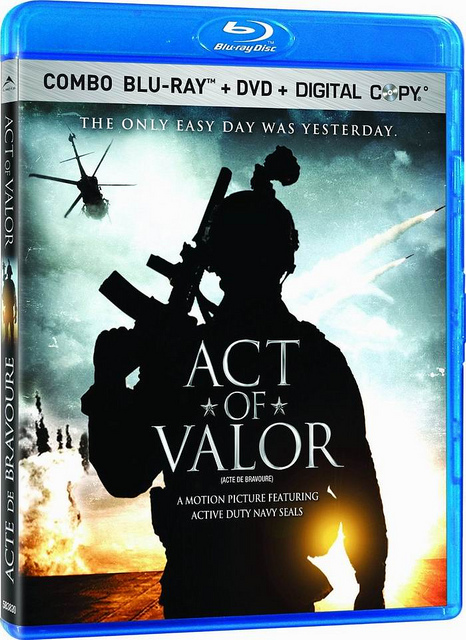 Blu-ray Disc™
COMBO BLU-RAY™ + DVD + DIGITAL COPY
THE ONLY EASY DAY WAS YESTERDAY.
ACT
OF
VALOR
(ACTE DE BRAVOURE)
A MOTION PICTURE FEATURING
ACTIVE DUTY NAVY SEALS
ACT OF VALOR
ACTE DE BRAVOURE